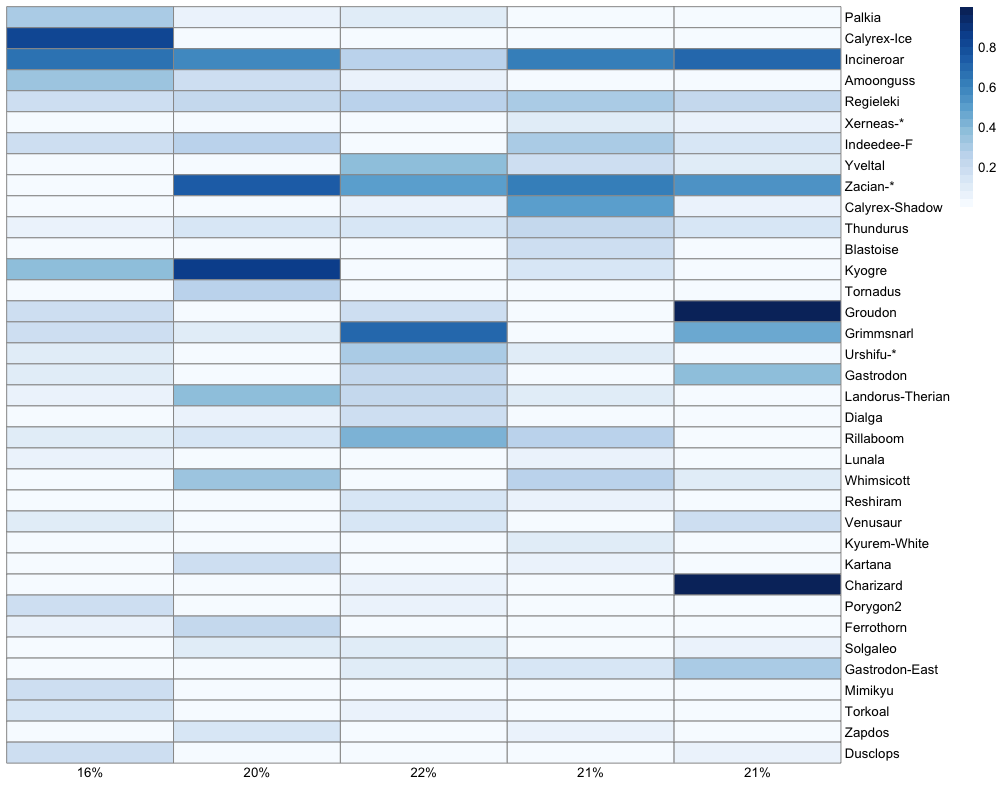 Palkia
Calyrex-Ice
0.8
Incineroar
Amoonguss
0.6
Regieleki
Xerneas-*
0.4
Indeedee-F
Yveltal
0.2
Zacian-*
Calyrex-Shadow
Thundurus
Blastoise
Kyogre
Tornadus
Groudon
Grimmsnarl
Urshifu-*
Gastrodon
Landorus-Therian
Dialga
Rillaboom
Lunala
Whimsicott
Reshiram
Venusaur
Kyurem-White
Kartana
Charizard
Porygon2
Ferrothorn
Solgaleo
Gastrodon-East
Mimikyu
Torkoal
Zapdos
Dusclops
16% 20% 22% 21% 21%